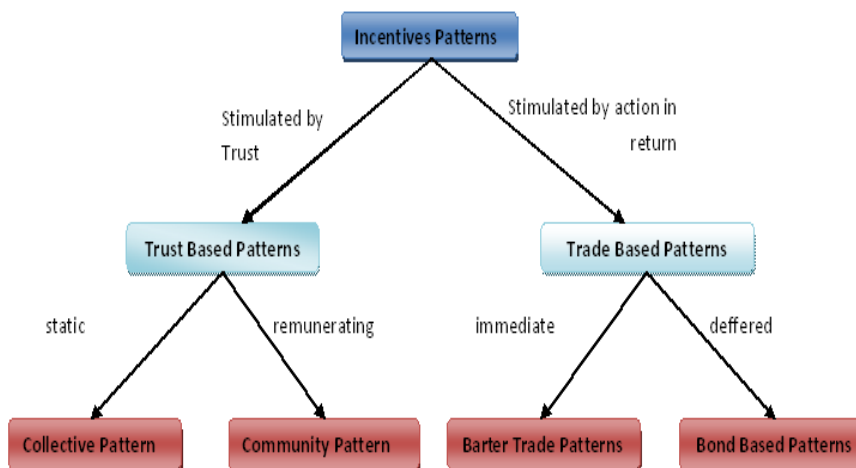 Incentives Patterns
Stimulated by
Trust
Stimulated by action in
return
Trust Based Patterns
Trade Based Patterns
static
remunerating
immediate
deffered
Collective Pattern
Community Pattern
Barter Trade Patterns
Bond Based Patterns